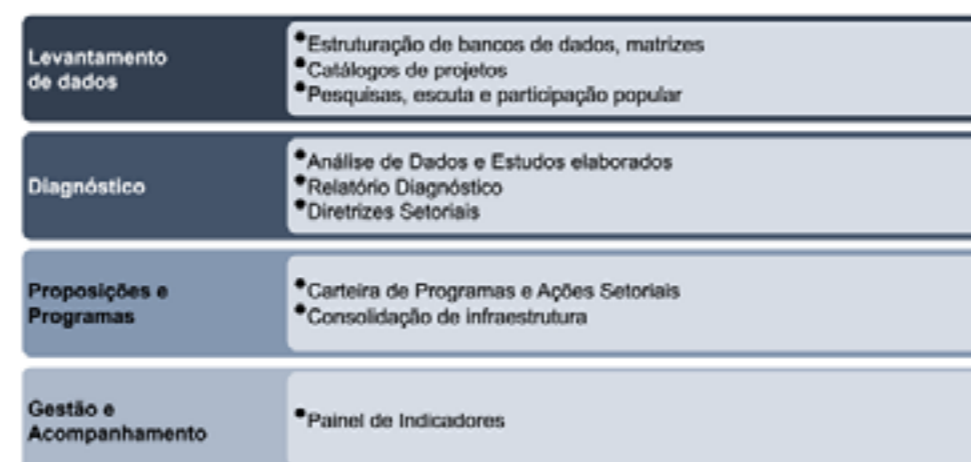 Levantamento
de dados
•Estruturação de bancos de dados, matrizes
•Catálogos de projetos
•Pesquisas, escuta e participação popular
Diagnóstico
•Análise de Dados e Estudos elaborados
•Relatório Diagnóstico
•Diretrizes Setoriais
Proposições e
Programas
•Carteira de Programas e Ações Setoriais
•Consolidação de infraestrutura
Gestão e
Acompanhamento
•Painel de Indicadores